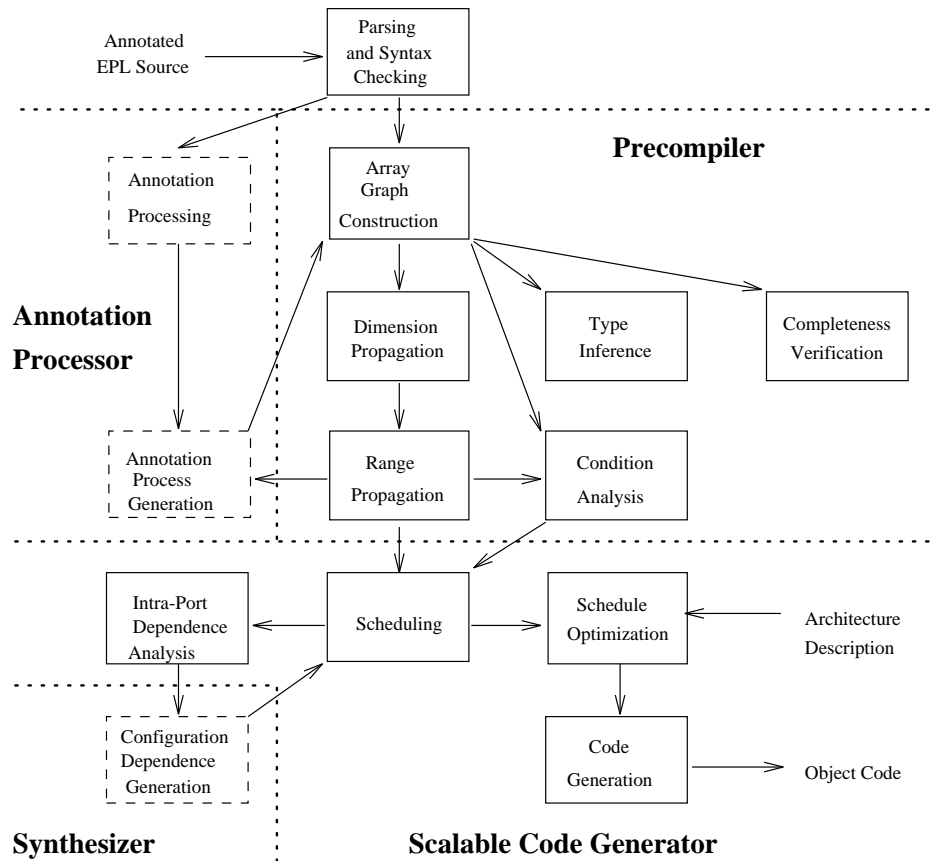 Parsing
and Syntax
Checking
Annotated
EPL Source
Precompiler
Annotation
Processing
Array
Graph
Construction
Annotation
Processor
Dimension
Propagation
Type
Inference
Completeness
Verification
Annotation
Process
Generation
Range
Propagation
Condition
Analysis
Intra-Port
Dependence
Analysis
Scheduling
Schedule
Optimization
Architecture
Description
Configuration
Dependence
Generation
Code
Generation
Object Code
Synthesizer
Scalable Code Generator